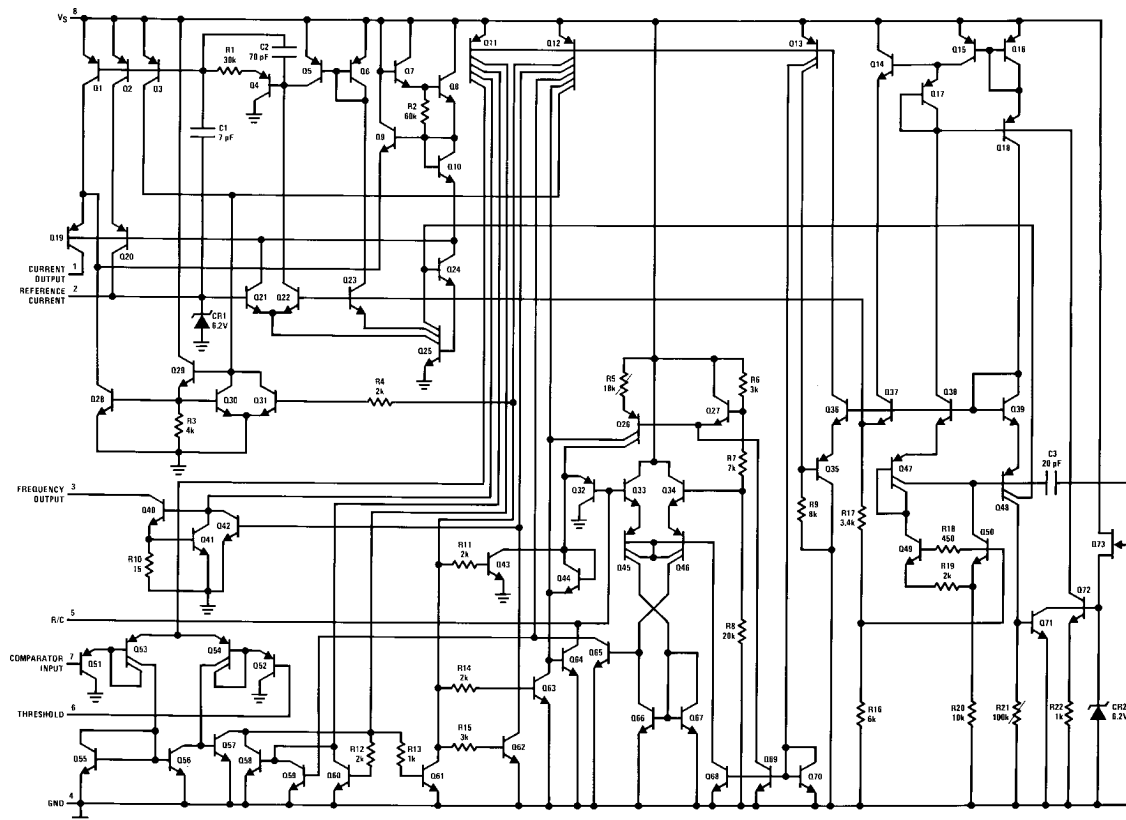 VS 8
Q1
Q2
Q3
R1
30k
C2
70 pF
Q4
Q5
Q6
Q7
Q8
R2
60k
Q9
Q10
Q11
Q12
Q13
Q14
Q15
Q16
Q17
Q18
C1
7 pF
Q19
Q20
CURRENT
OUTPUT 1
REFERENCE
CURRENT 2
CR1
6.2V
Q21
Q22
Q23
Q24
Q25
Q29
Q28
Q30
Q31
R3
4k
R4
2k
R5
18k
Q26
Q27
R6
3k
R7
7k
Q36
Q35
R9
8k
Q37
Q38
Q39
Q47
C3
20 pF
Q48
FREQUENCY
OUTPUT 3
Q40
Q41
Q42
R10
15
Q32
Q33
Q34
Q45
Q46
R11
2k
Q43
Q44
R17
3.4k
Q49
R18
450
Q50
R19
2k
Q73
R/C 5
COMPARATOR
INPUT 7
Q51
Q53
Q54
Q52
THRESHOLD 6
R14
2k
R15
3k
Q63
Q64
Q65
R8
20k
Q66
Q67
Q71
Q72
R16
6k
R20
10k
R21
100k
R22
1k
CR2
6.2V
Q55
Q56
Q57
Q58
Q59
Q60
R12
2k
R13
1k
Q61
Q62
Q68
Q69
Q70
GND 4